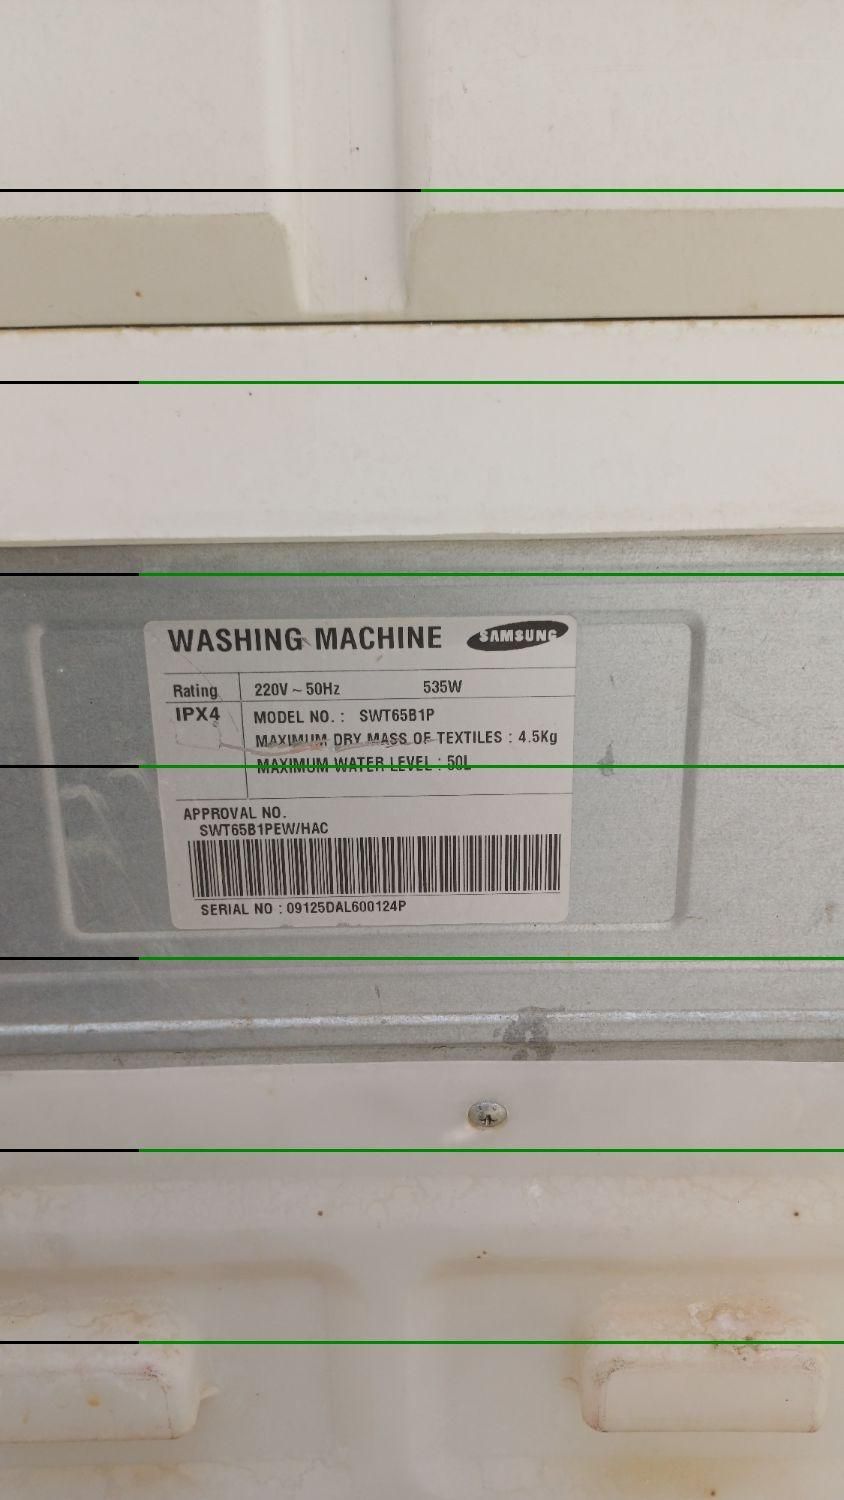 WASHING MACHINE SAMSUNG
Rating 220V ~ 50Hz 535W
IPX4 MODEL NO. : SWT65B1P
MAXIMUM DRY MASS OF TEXTILES : 4.5Kg
MAXIMUM WATER LEVEL : 50L
APPROVAL NO.
SWT65B1PEW/HAC
SERIAL NO : 09125DAL600124P